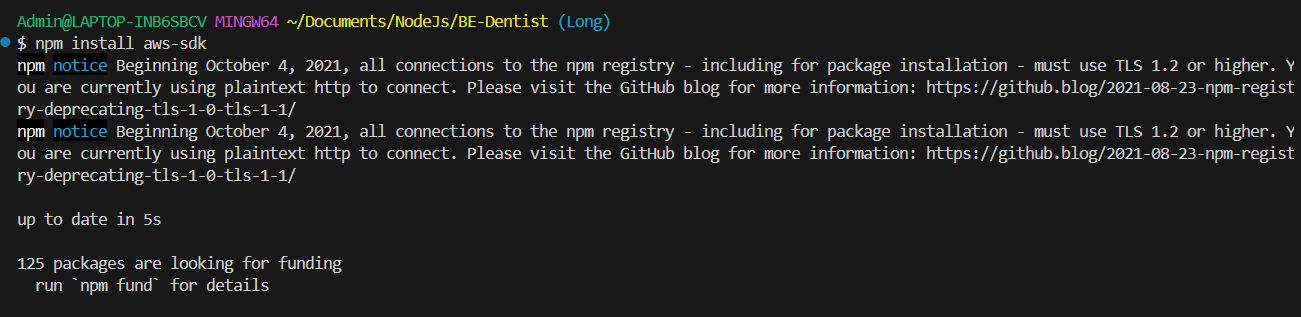 Admin@LAPTOP-INB6SBCV MINGW64 ~/Documents/NodeJs/BE-Dentist (Long)
$ npm install aws-sdk
npm notice Beginning October 4, 2021, all connections to the npm registry - including for package installation - must use TLS 1.2 or higher. Y
ou are currently using plaintext http to connect. Please visit the GitHub blog for more information: https://github.blog/2021-08-23-npm-regist
ry-deprecating-tls-1-0-tls-1-1/
npm notice Beginning October 4, 2021, all connections to the npm registry - including for package installation - must use TLS 1.2 or higher. Y
ou are currently using plaintext http to connect. Please visit the GitHub blog for more information: https://github.blog/2021-08-23-npm-regist
ry-deprecating-tls-1-0-tls-1-1/
up to date in 5s
125 packages are looking for funding
run `npm fund` for details